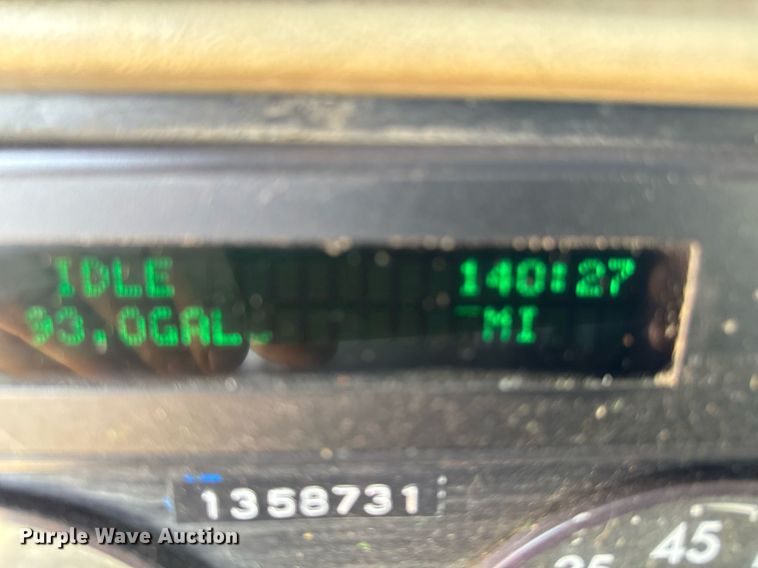 IDLE 140:27
93.0GAL MI
1358731
45
Purple Wave Auction